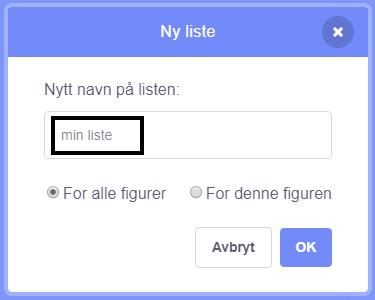 Ny liste
Nytt navn på listen:
min liste
For alle figurer
For denne figuren
Avbryt
OK